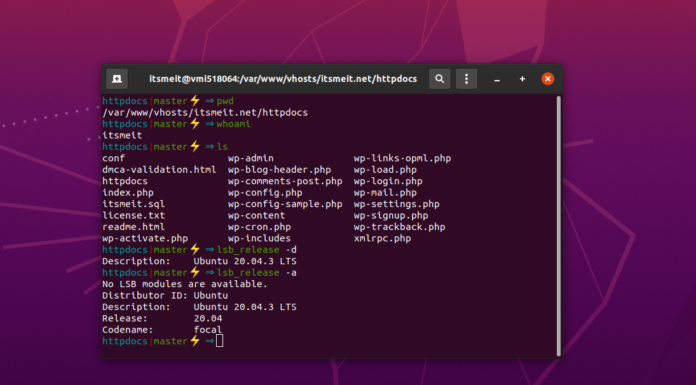 itsmeit@vmi518064:/var/www/vhosts/itsmeit.net/httpdocs
httpdocs|master⚡ ⇒ pwd
/var/www/vhosts/itsmeit.net/httpdocs
httpdocs|master⚡ ⇒ whoami
itsmeit
httpdocs|master⚡ ⇒ ls
conf wp-admin wp-links-opml.php
dmca-validation.html wp-blog-header.php wp-load.php
httpdocs wp-comments-post.php wp-login.php
index.php wp-config.php wp-mail.php
itsmeit.sql wp-config-sample.php wp-settings.php
license.txt wp-content wp-signup.php
readme.html wp-cron.php wp-trackback.php
wp-activate.php wp-includes xmlrpc.php
httpdocs|master⚡ ⇒ lsb_release -d
Description: Ubuntu 20.04.3 LTS
httpdocs|master⚡ ⇒ lsb_release -a
No LSB modules are available.
Distributor ID: Ubuntu
Description: Ubuntu 20.04.3 LTS
Release: 20.04
Codename: focal
httpdocs|master⚡ ⇒